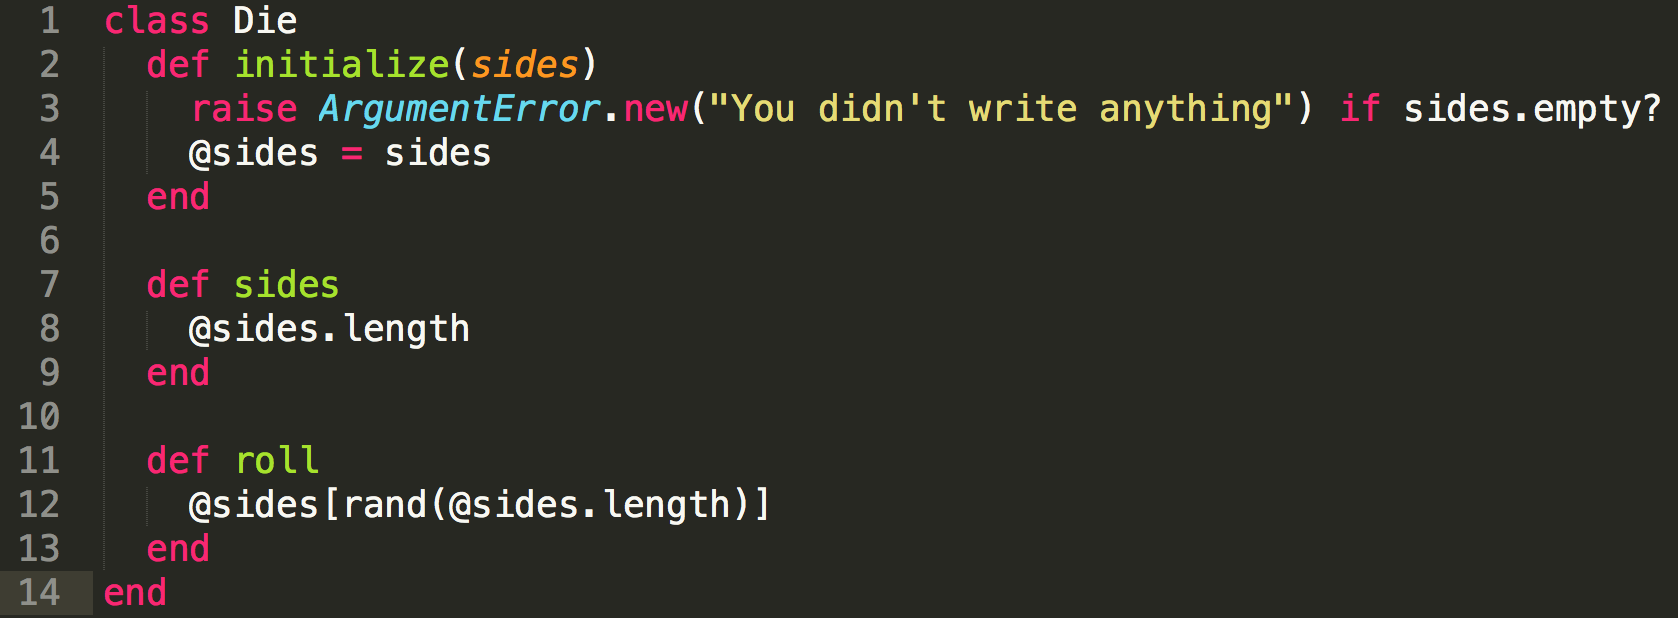 1 class Die
2   def initialize(sides)
3     raise ArgumentError.new("You didn't write anything") if sides.empty?
4     @sides = sides
5   end
6
7   def sides
8     @sides.length
9   end
10
11   def roll
12     @sides[rand(@sides.length)]
13   end
14 end